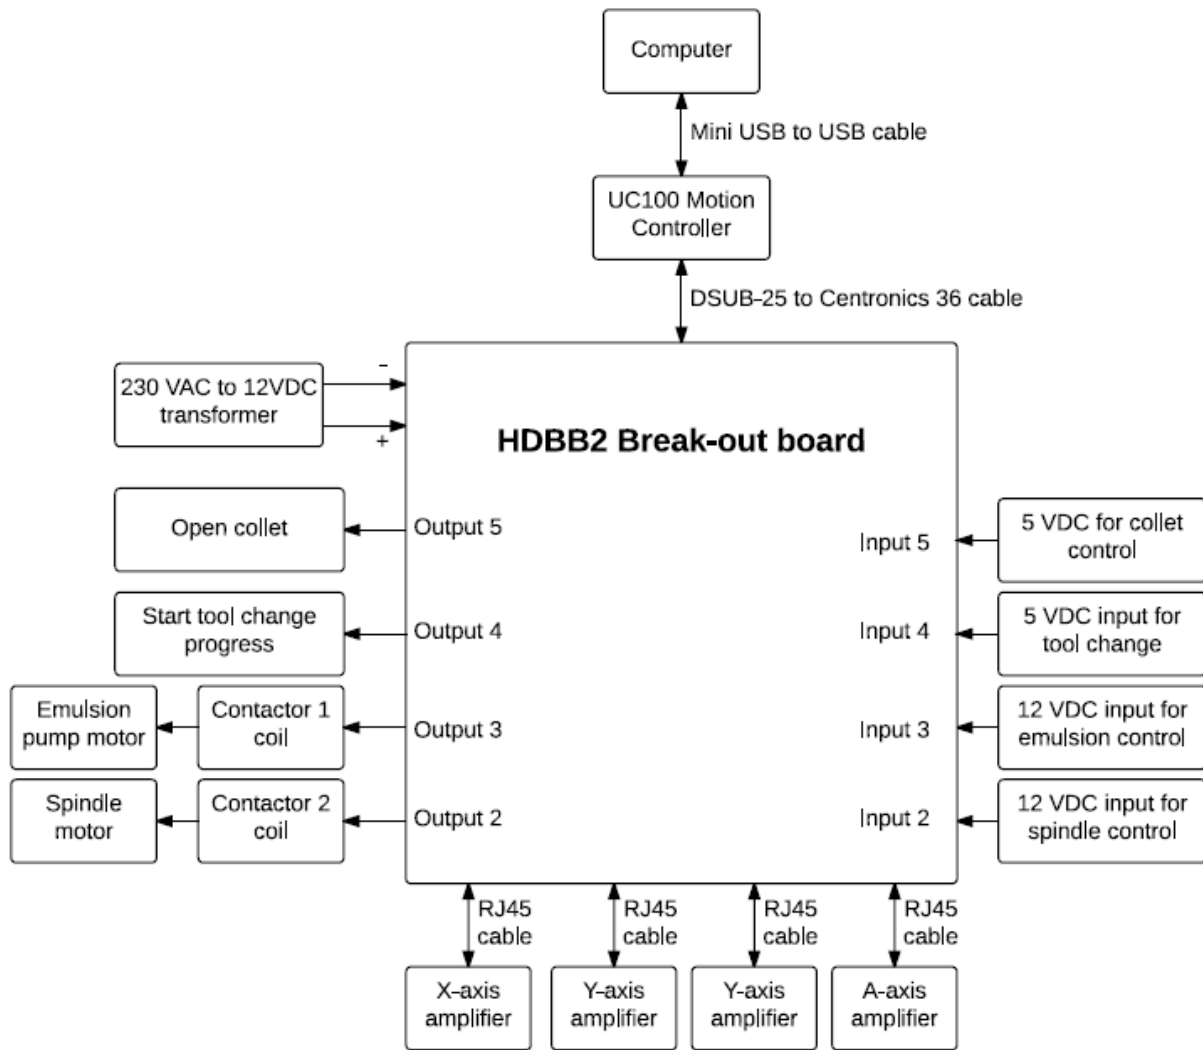 Computer
Mini USB to USB cable
UC100 Motion
Controller
DSUB-25 to Centronics 36 cable
230 VAC to 12VDC
transformer
-
+
HDBB2 Break-out board
Open collet
Output 5
Input 5
5 VDC for collet
control
Start tool change
progress
Output 4
Input 4
5 VDC input for
tool change
Emulsion
pump motor
Contactor 1
coil
Output 3
Input 3
12 VDC input for
emulsion control
Spindle
motor
Contactor 2
coil
Output 2
Input 2
12 VDC input for
spindle control
RJ45
cable
RJ45
cable
RJ45
cable
RJ45
cable
X-axis
amplifier
Y-axis
amplifier
Y-axis
amplifier
A-axis
amplifier